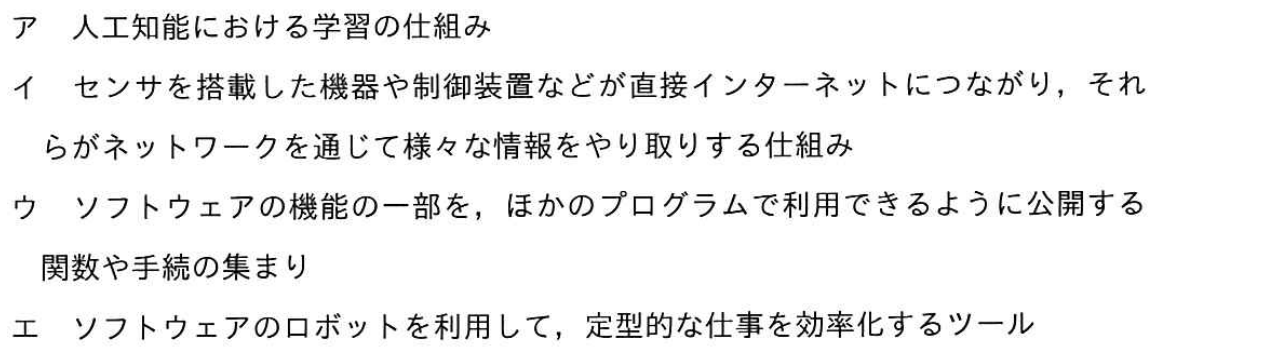 ア　人工知能における学習の仕組み
イ　センサを搭載した機器や制御装置などが直接インターネットにつながり，それ
らがネットワークを通じて様々な情報をやり取りする仕組み
ウ　ソフトウェアの機能の一部を，ほかのプログラムで利用できるように公開する
関数や手続の集まり
エ　ソフトウェアのロボットを利用して，定型的な仕事を効率化するツール